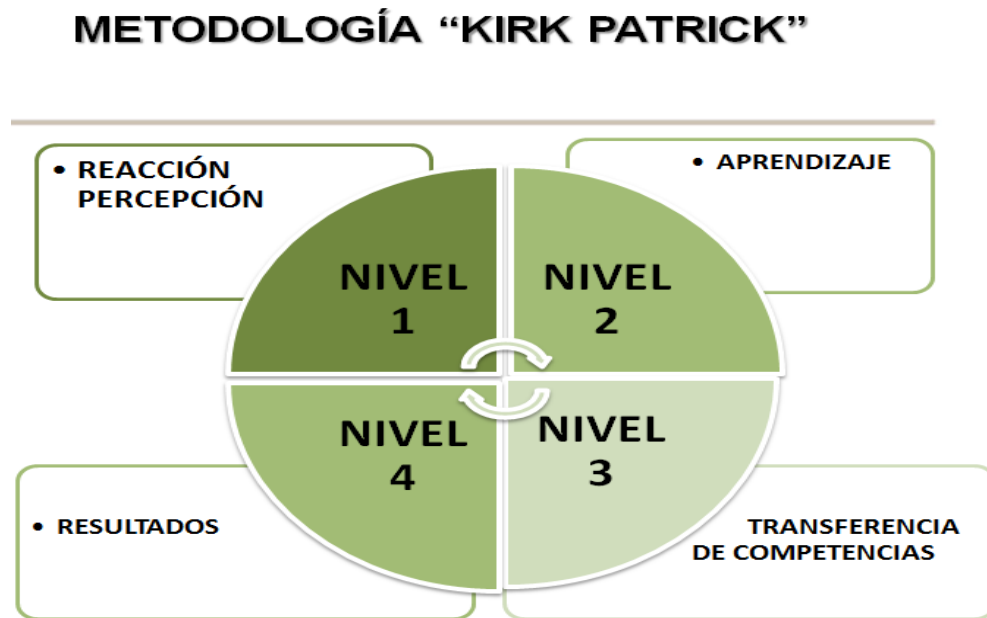 METODOLOGÍA “KIRK PATRICK”
• REACCIÓN
PERCEPCIÓN
• APRENDIZAJE
NIVEL
1
NIVEL
2
NIVEL
4
NIVEL
3
• RESULTADOS
TRANSFERENCIA
DE COMPETENCIAS